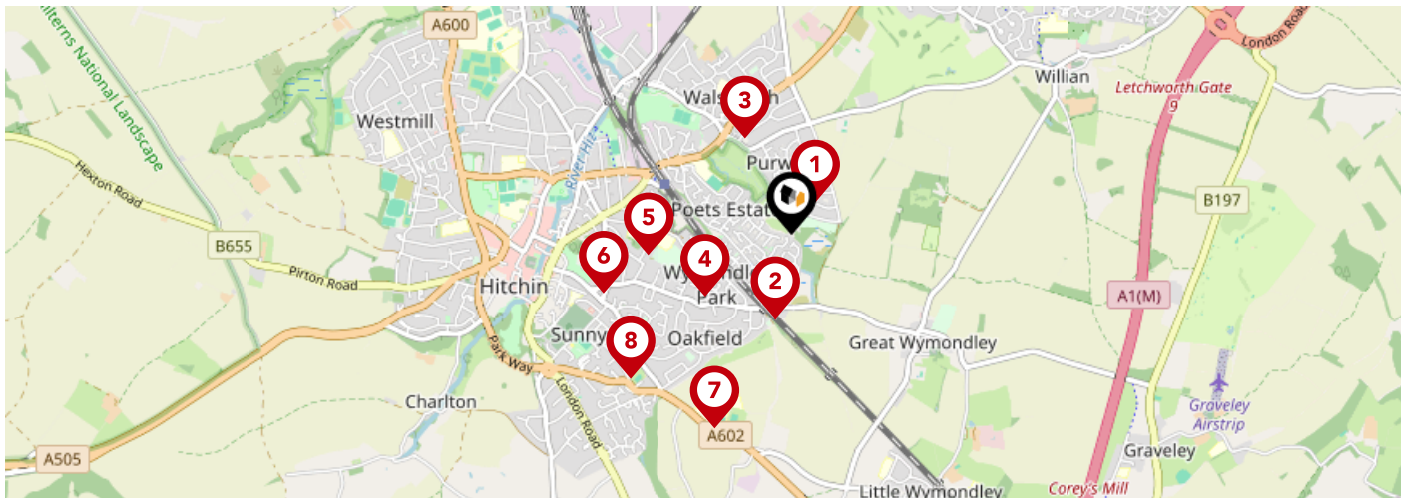 A600
London Road
Chilterns National Landscape
Willian
Letchworth Gate
9
Westmill
3
River Hiz
Purw
1
Hexton Road
B197
Poets Estat
5
B655
6
4
2
Pirton Road
Hitchin
Park
A1(M)
Sunny
8
Oakfield
Great Wymondley
Park Way
7
London Road
Charlton
Graveley
Airstrip
A602
A505
Graveley
Little Wymondley
Corey's Mill